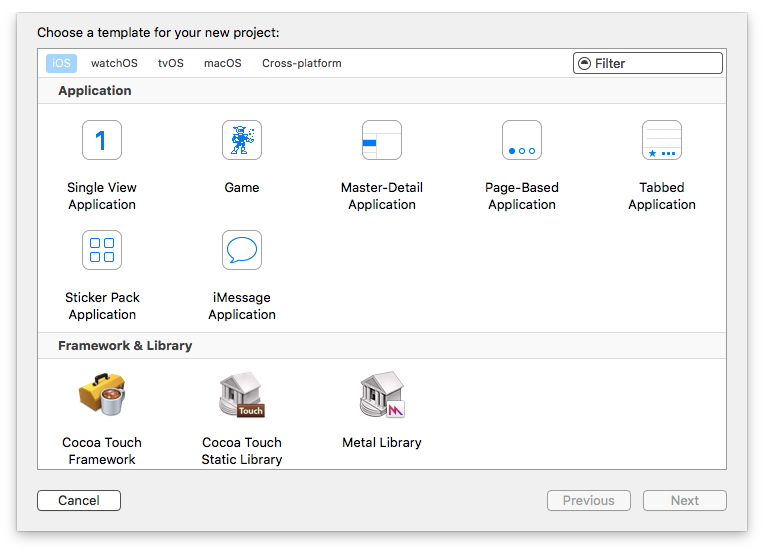 Choose a template for your new project:
iOS watchOS tvOS macOS Cross-platform Filter
Application
1
Single View Application
Game
Master-Detail Application
Page-Based Application
Tabbed Application
Sticker Pack Application
iMessage Application
Framework & Library
Touch
Cocoa Touch Framework
Cocoa Touch Static Library
Metal Library
Cancel Previous Next